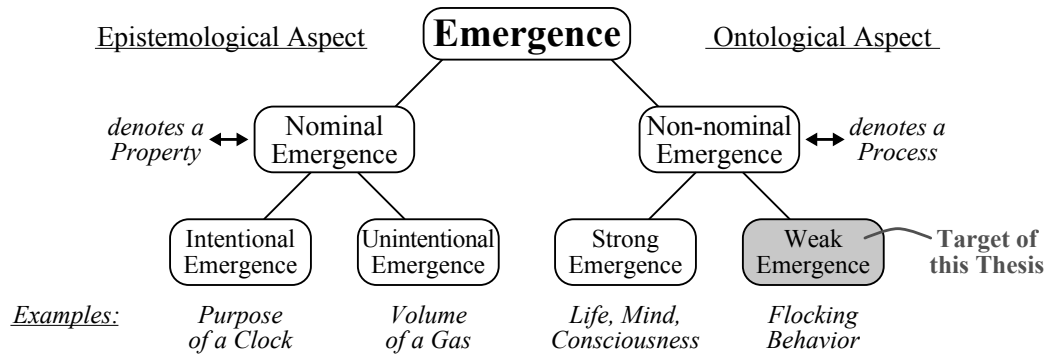 Epistemological Aspect
Emergence
Ontological Aspect
denotes a
Property
Nominal
Emergence
Non-nominal
Emergence
denotes a
Process
Intentional
Emergence
Unintentional
Emergence
Strong
Emergence
Weak
Emergence
Target of
this Thesis
Examples:
Purpose
of a Clock
Volume
of a Gas
Life, Mind,
Consciousness
Flocking
Behavior